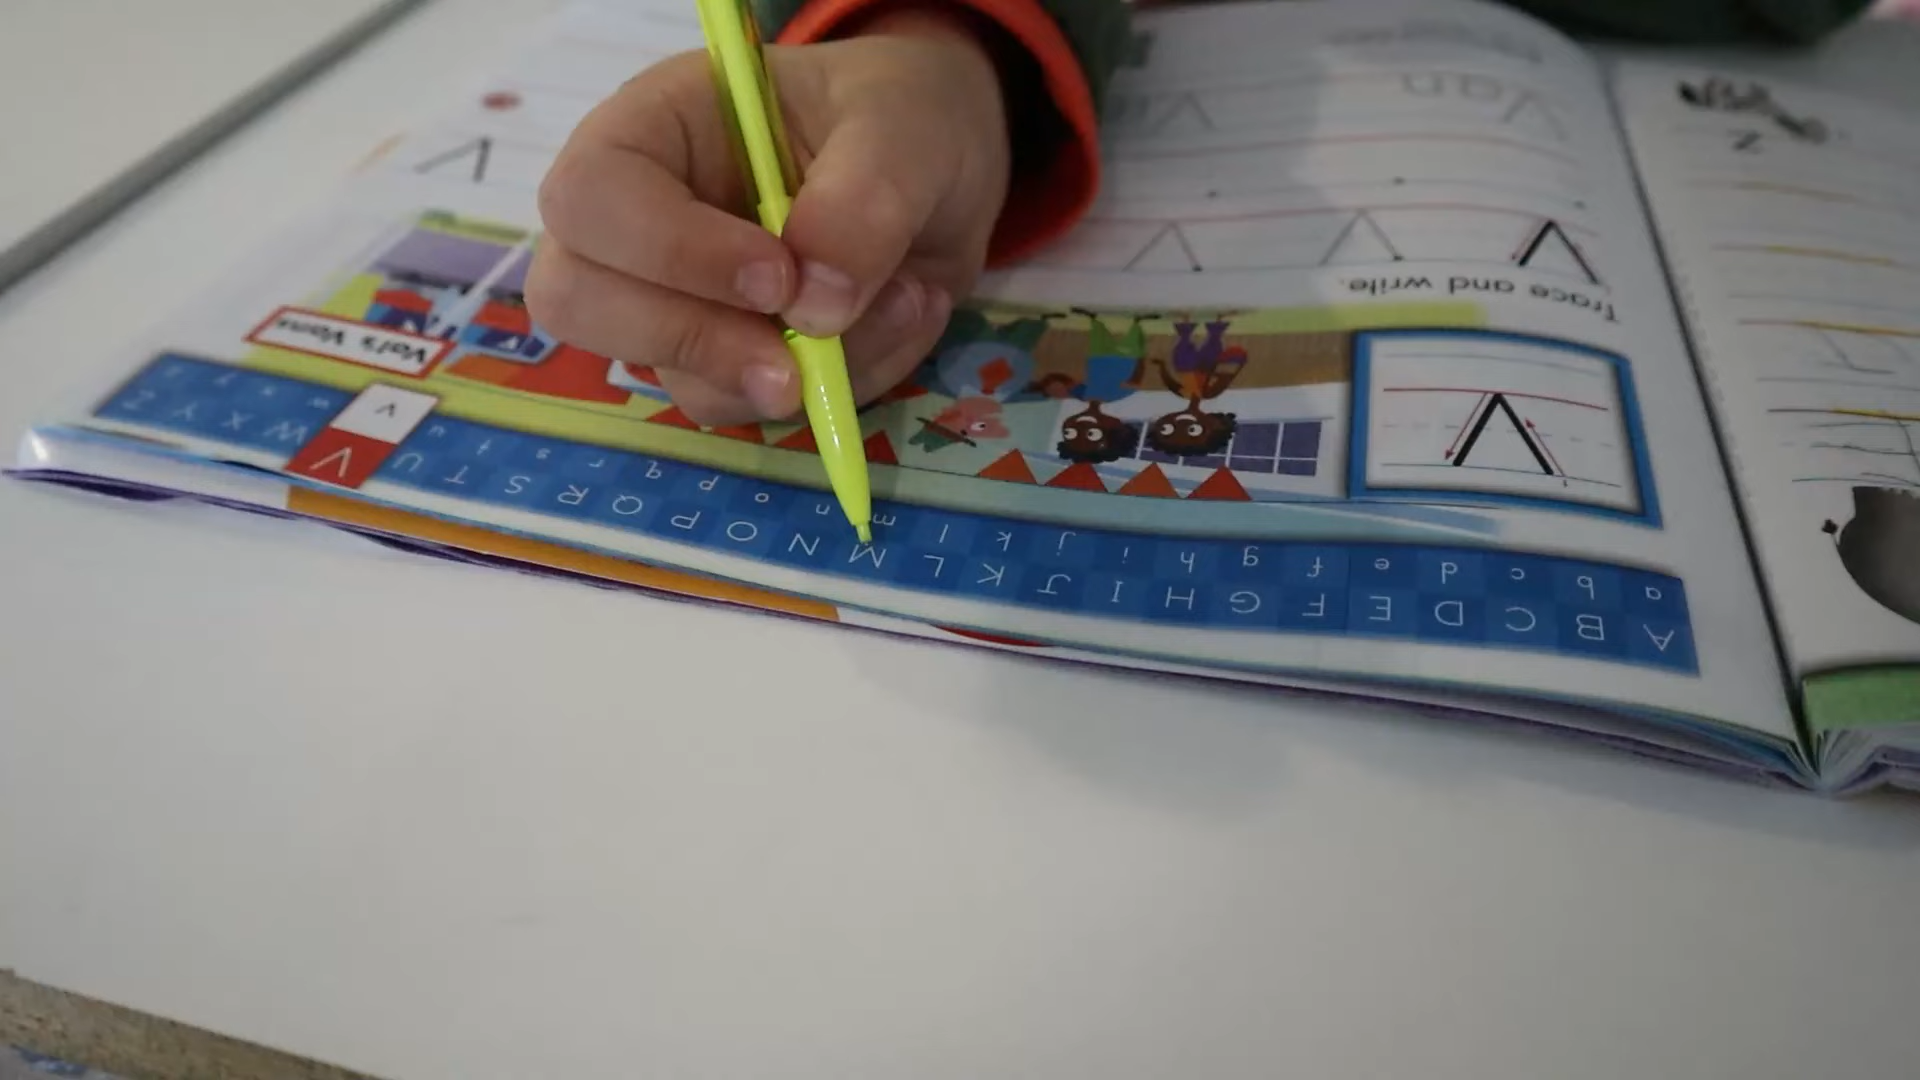 A B C D E F G H I J K L M N O P Q R S T U V W X Y Z
a b c d e f g h i j k l m n o p q r s t u v w x y z
V
Val's Vans
Trace and write.
V V V
Van
V
Z